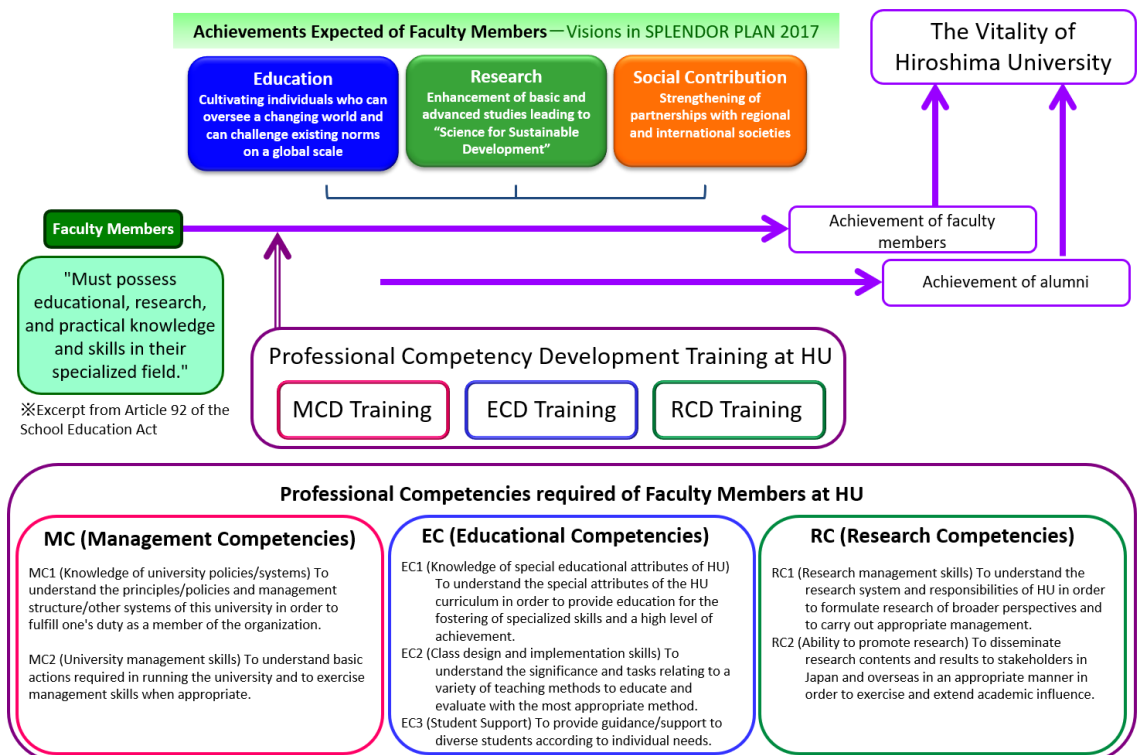 Achievements Expected of Faculty Members－Visions in SPLENDOR PLAN 2017
The Vitality of
Hiroshima University
Education
Cultivating individuals who can
oversee a changing world and
can challenge existing norms
on a global scale
Research
Enhancement of basic and
advanced studies leading to
“Science for Sustainable
Development”
Social Contribution
Strengthening of
partnerships with regional
and international societies
Faculty Members
Achievement of faculty
members
"Must possess
educational, research,
and practical knowledge
and skills in their
specialized field."
※Excerpt from Article 92 of the
School Education Act
Achievement of alumni
Professional Competency Development Training at HU
MCD Training
ECD Training
RCD Training
Professional Competencies required of Faculty Members at HU
MC (Management Competencies)
MC1 (Knowledge of university policies/systems) To
understand the principles/policies and management
structure/other systems of this university in order to
fulfill one's duty as a member of the organization.
MC2 (University management skills) To understand basic
actions required in running the university and to exercise
management skills when appropriate.
EC (Educational Competencies)
EC1 (Knowledge of special educational attributes of HU)
To understand the special attributes of the HU
curriculum in order to provide education for the
fostering of specialized skills and a high level of
achievement.
EC2 (Class design and implementation skills) To
understand the significance and tasks relating to a
variety of teaching methods to educate and
evaluate with the most appropriate method.
EC3 (Student Support) To provide guidance/support to
diverse students according to individual needs.
RC (Research Competencies)
RC1 (Research management skills) To understand the
research system and responsibilities of HU in order
to formulate research of broader perspectives and
to carry out appropriate management.
RC2 (Ability to promote research) To disseminate
research contents and results to stakeholders in
Japan and overseas in an appropriate manner in
order to exercise and extend academic influence.